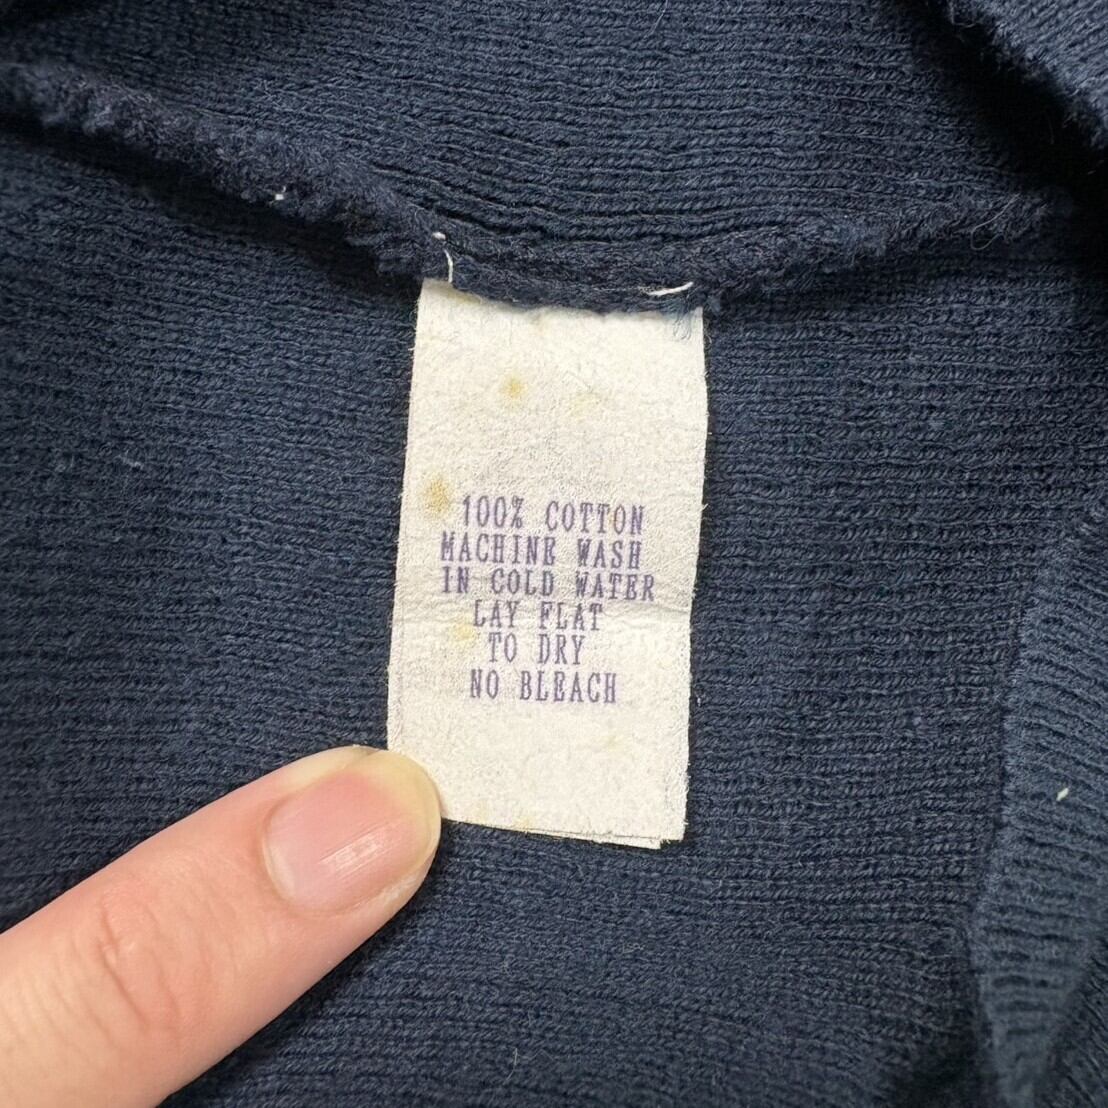 100% COTTON
MACHINE WASH
IN COLD WATER
LAY FLAT
TO DRY
NO BLEACH